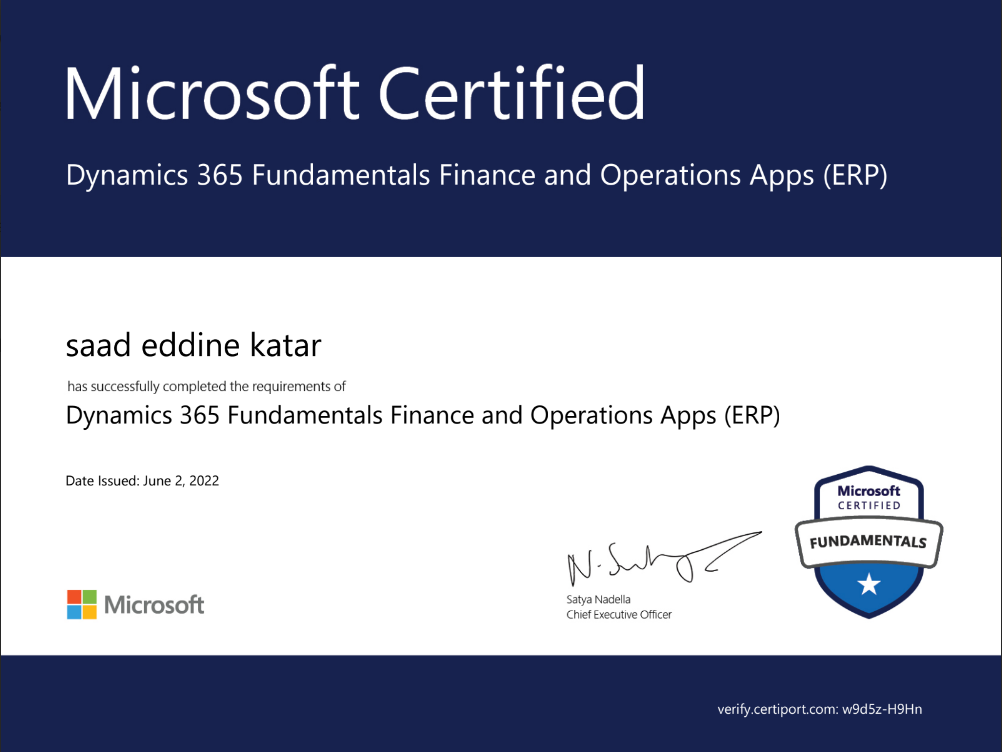 Microsoft Certified
Dynamics 365 Fundamentals Finance and Operations Apps (ERP)
saad eddine katar
has successfully completed the requirements of
Dynamics 365 Fundamentals Finance and Operations Apps (ERP)
Date Issued: June 2, 2022
Microsoft
CERTIFIED
FUNDAMENTALS
N. Satya
Satya Nadella
Chief Executive Officer
Microsoft
verify.certiport.com: w9d5z-H9Hn